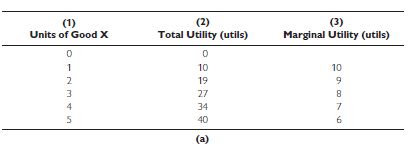 (1) (2) (3)
Units of Good X Total Utility (utils) Marginal Utility (utils)
0 0
1 10 10
2 19 9
3 27 8
4 34 7
5 40 6
(a)